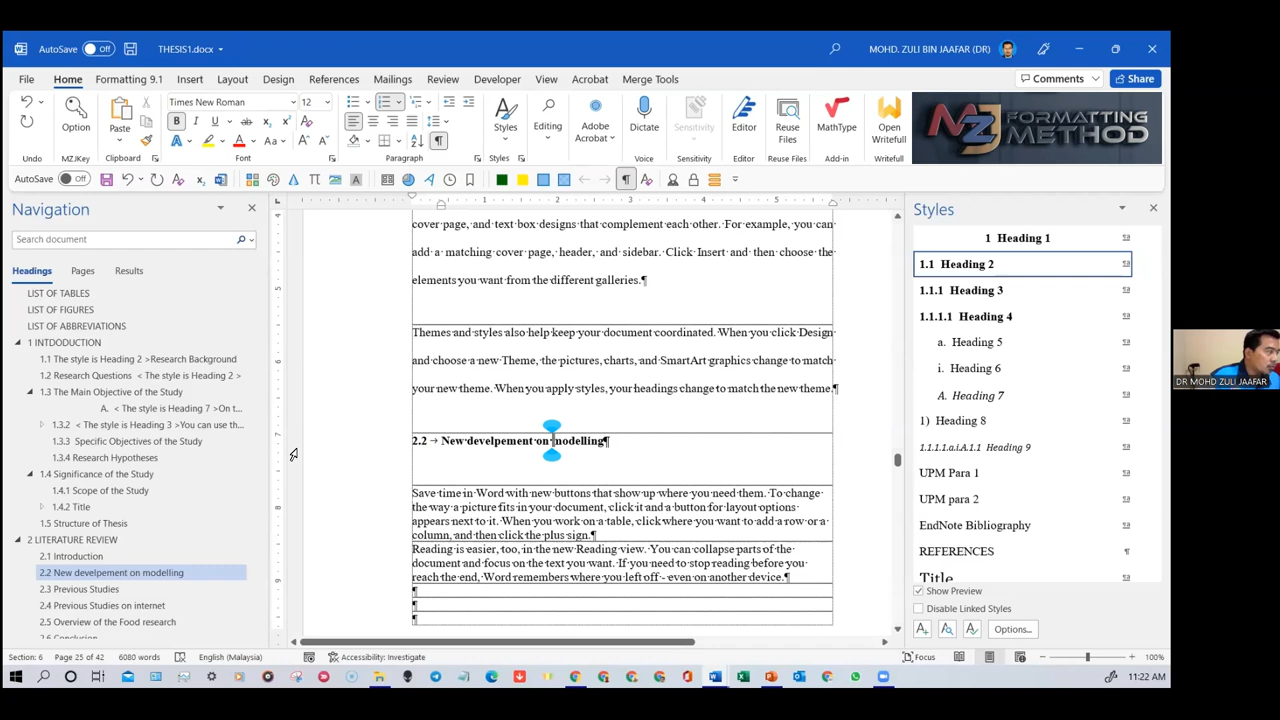 AutoSave Off THESIS1.docx MOHD. ZULI BIN JAAFAR (DR)
File Home Formatting 9.1 Insert Layout Design References Mailings Review Developer View Acrobat Merge Tools Comments Share
Times New Roman 12
Option Paste Styles Editing Adobe Acrobat Dictate Sensitivity Editor Reuse Files MathType Open Writefull
Undo MZJKey Clipboard Font Paragraph Styles Adobe Acrobat Voice Sensitivity Editor Reuse Files Add-in Writefull
MZJ FORMATTING METHOD
AutoSave Off
Navigation
Search document
Headings Pages Results
LIST OF TABLES
LIST OF FIGURES
LIST OF ABBREVIATIONS
1 INTDODUCTION
1.1 The style is Heading 2 >Research Background
1.2 Research Questions < The style is Heading 2 >
1.3 The Main Objective of the Study
A. < The style is Heading 7 >On t...
1.3.2 < The style is Heading 3 >You can use th...
1.3.3 Specific Objectives of the Study
1.3.4 Research Hypotheses
1.4 Significance of the Study
1.4.1 Scope of the Study
1.4.2 Title
1.5 Structure of Thesis
2 LITERATURE REVIEW
2.1 Introduction
2.2 New develpement on modelling
2.3 Previous Studies
2.4 Previous Studies on internet
2.5 Overview of the Food research
2.6 Conclusion
cover page, and text box designs that complement each other. For example, you can
add a matching cover page, header, and sidebar. Click Insert and then choose the
elements you want from the different galleries.¶
Themes and styles also help keep your document coordinated. When you click Design
and choose a new Theme, the pictures, charts, and SmartArt graphics change to match
your new theme. When you apply styles, your headings change to match the new theme.¶
2.2 → New develpement on modelling¶
Save time in Word with new buttons that show up where you need them. To change
the way a picture fits in your document, click it and a button for layout options
appears next to it. When you work on a table, click where you want to add a row or a
column, and then click the plus sign.¶
Reading is easier, too, in the new Reading view. You can collapse parts of the
document and focus on the text you want. If you need to stop reading before you
reach the end, Word remembers where you left off - even on another device.¶
¶
¶
¶
Styles
1 Heading 1
1.1 Heading 2
1.1.1 Heading 3
1.1.1.1 Heading 4
a. Heading 5
i. Heading 6
A. Heading 7
1) Heading 8
1.1.1.1.a.i.A.1.1 Heading 9
UPM Para 1
UPM para 2
EndNote Bibliography
REFERENCES
Title
Show Preview
Disable Linked Styles
Options...
DR MOHD ZULI JAAFAR
Section: 6 Page 25 of 42 6080 words English (Malaysia) Accessibility: Investigate Focus 100%
11:22 AM